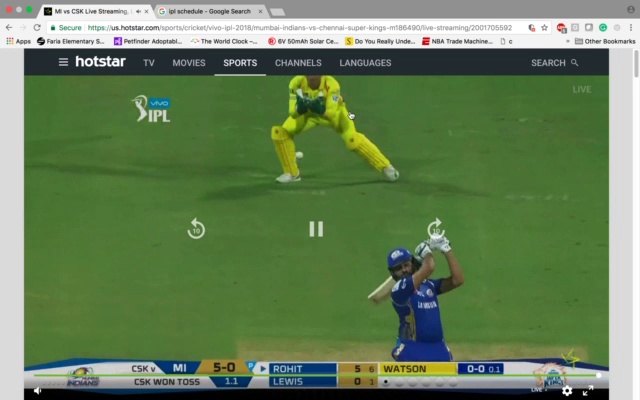 MI vs CSK Live Streaming,
ipl schedule - Google Search
Faria
Secure https://us.hotstar.com/sports/cricket/vivo-ipl-2018/mumbai-indians-vs-chennai-super-kings-m186490/live-streaming/2001705592
Apps Faria Elementary S... Petfinder Adoptabl... The World Clock —... 6V 50mAh Solar Ce... Do You Really Unde... NBA Trade Machine... c » Other Bookmarks
hotstar TV MOVIES SPORTS CHANNELS LANGUAGES SEARCH
LIVE
vivo
IPL
10 10
CSK v MI 5-0 P ROHIT 5 6 WATSON 0-0 0.1
CSK WON TOSS 1.1 LEWIS 0 1
INDIANS
LIVE